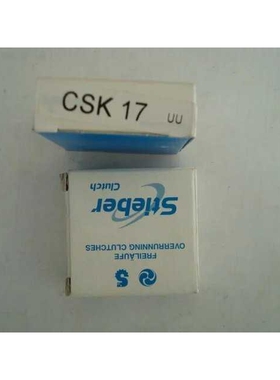 CSK 17 UU
Stieber
Clutch
OVERRUNNING CLUTCHES
FREILÄUFE
S